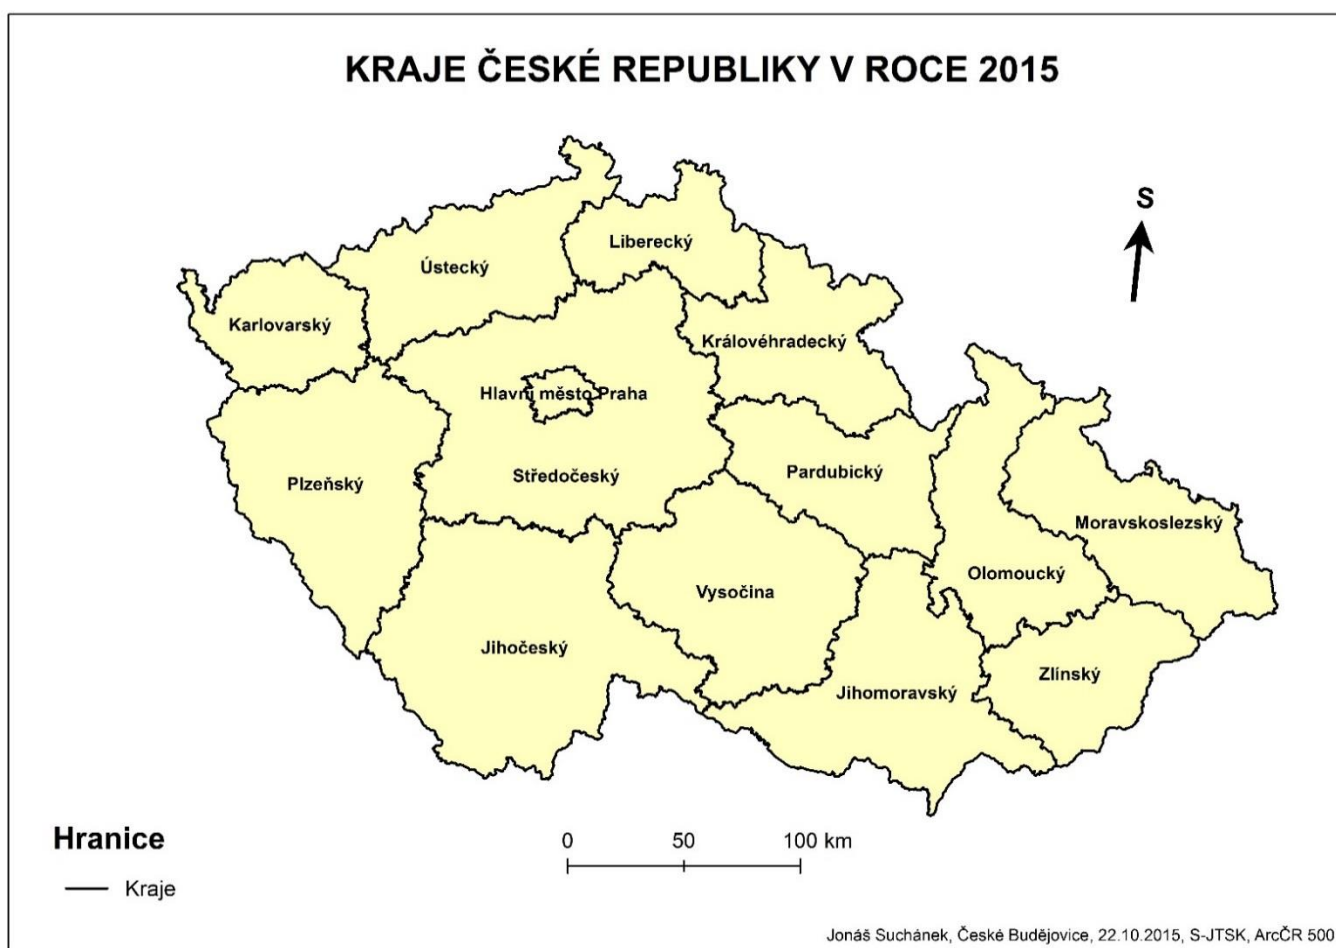 KRAJE ČESKÉ REPUBLIKY V ROCE 2015
S
Liberecký
Ústecký
Karlovarský
Královéhradecký
Hlavní město Praha
Pardubický
Středočeský
Plzeňský
Moravskoslezský
Olomoucký
Vysočina
Jihočeský
Zlínský
Jihomoravský
Hranice
Kraje
0 50 100 km
Jonáš Suchánek, České Budějovice, 22.10.2015, S-JTSK, ArcČR 500